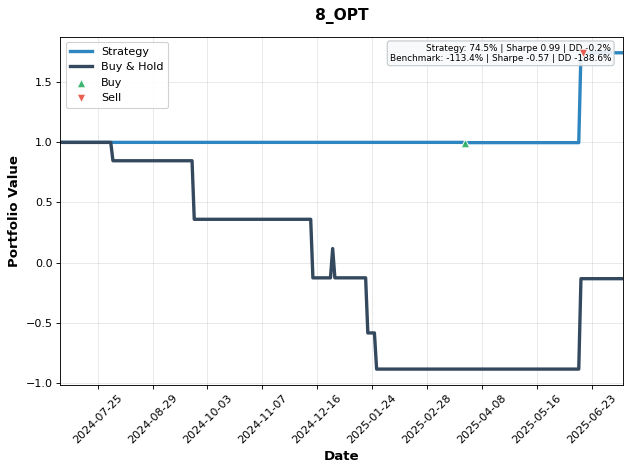 8_OPT
Strategy
Buy & Hold
Buy
Sell
Strategy: 74.5% | Sharpe 0.99 | DD -0.2%
Benchmark: -113.4% | Sharpe -0.57 | DD -188.6%
Portfolio Value
1.5
1.0
0.5
0.0
−0.5
−1.0
2024-07-25
2024-08-29
2024-10-03
2024-11-07
2024-12-16
2025-01-24
2025-02-28
2025-04-08
2025-05-16
2025-06-23
Date